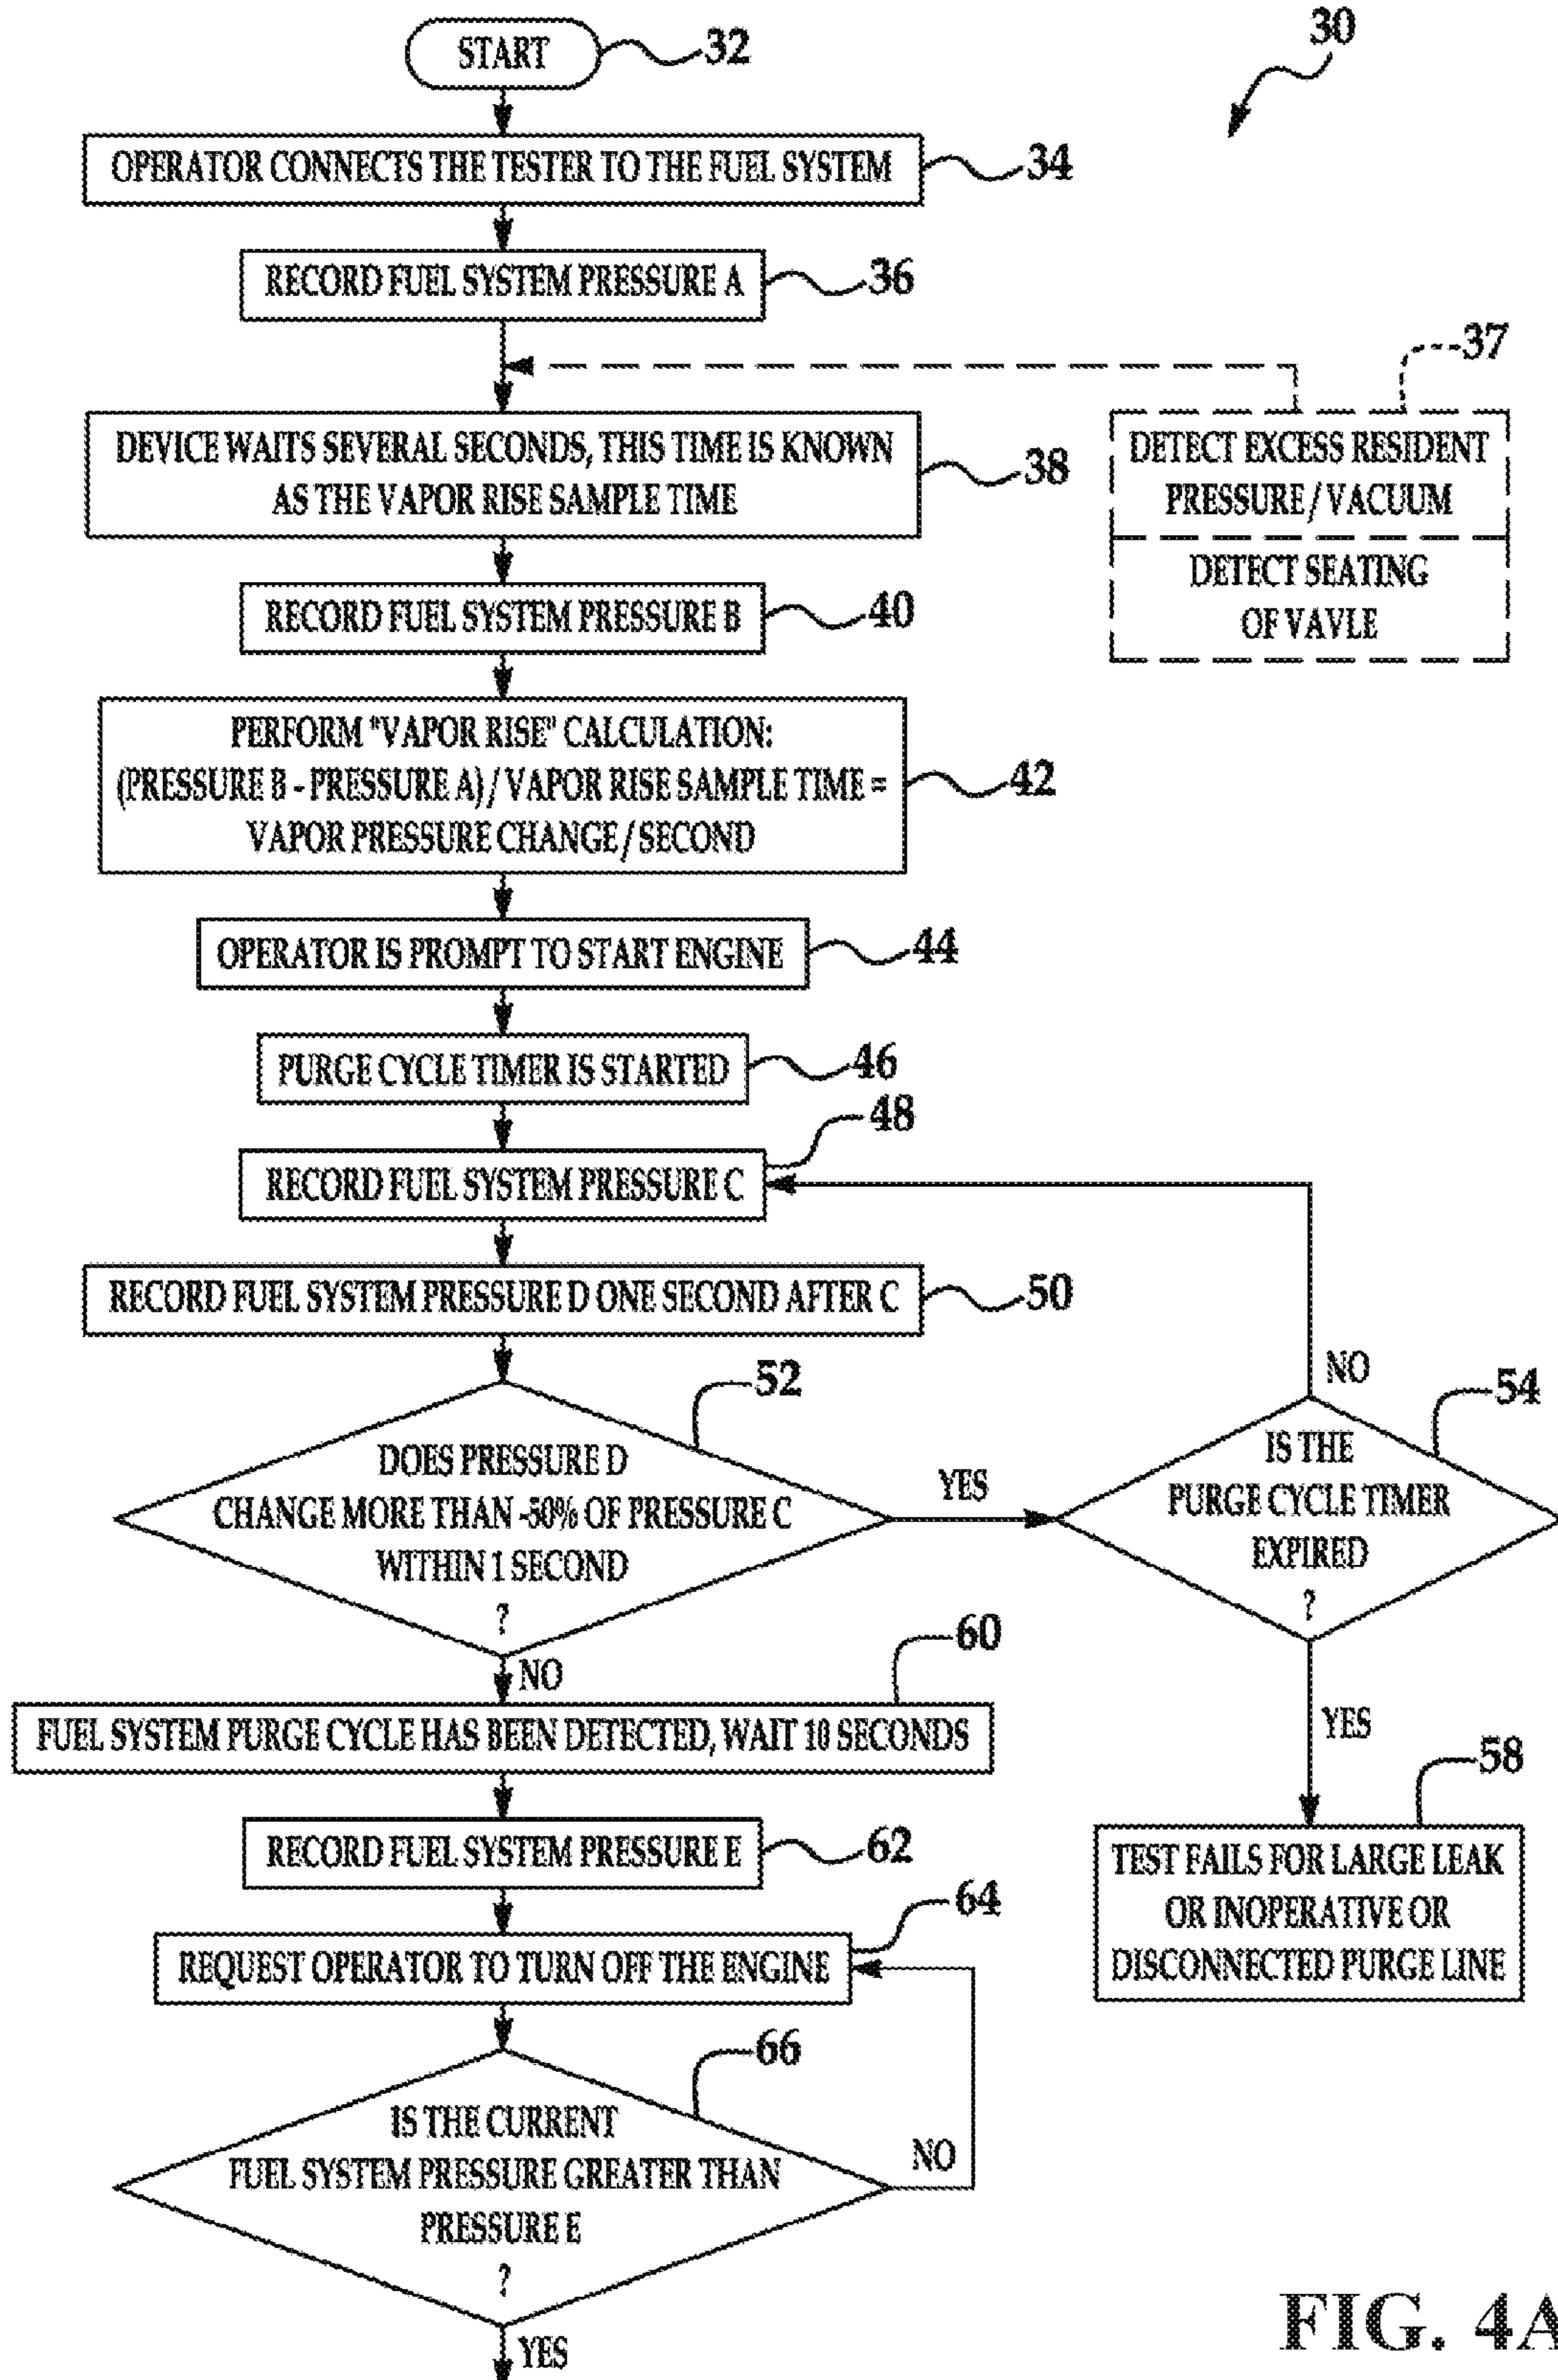 START
32
30
OPERATOR CONNECTS THE TESTER TO THE FUEL SYSTEM
34
RECORD FUEL SYSTEM PRESSURE A
36
37
DETECT EXCESS RESIDENT
PRESSURE / VACUUM
DETECT SEATING
OF VAVLE
DEVICE WAITS SEVERAL SECONDS, THIS TIME IS KNOWN
AS THE VAPOR RISE SAMPLE TIME
38
RECORD FUEL SYSTEM PRESSURE B
40
PERFORM "VAPOR RISE" CALCULATION:
(PRESSURE B - PRESSURE A) / VAPOR RISE SAMPLE TIME =
VAPOR PRESSURE CHANGE / SECOND
42
OPERATOR IS PROMPT TO START ENGINE
44
PURGE CYCLE TIMER IS STARTED
46
48
RECORD FUEL SYSTEM PRESSURE C
RECORD FUEL SYSTEM PRESSURE D ONE SECOND AFTER C
50
52
DOES PRESSURE D
CHANGE MORE THAN -50% OF PRESSURE C
WITHIN 1 SECOND
?
YES
NO
54
IS THE
PURGE CYCLE TIMER
EXPIRED
?
NO
YES
60
FUEL SYSTEM PURGE CYCLE HAS BEEN DETECTED, WAIT 10 SECONDS
58
TEST FAILS FOR LARGE LEAK
OR INOPERATIVE OR
DISCONNECTED PURGE LINE
RECORD FUEL SYSTEM PRESSURE E
62
64
REQUEST OPERATOR TO TURN OFF THE ENGINE
66
IS THE CURRENT
FUEL SYSTEM PRESSURE GREATER THAN
PRESSURE E
?
NO
YES
FIG. 4A